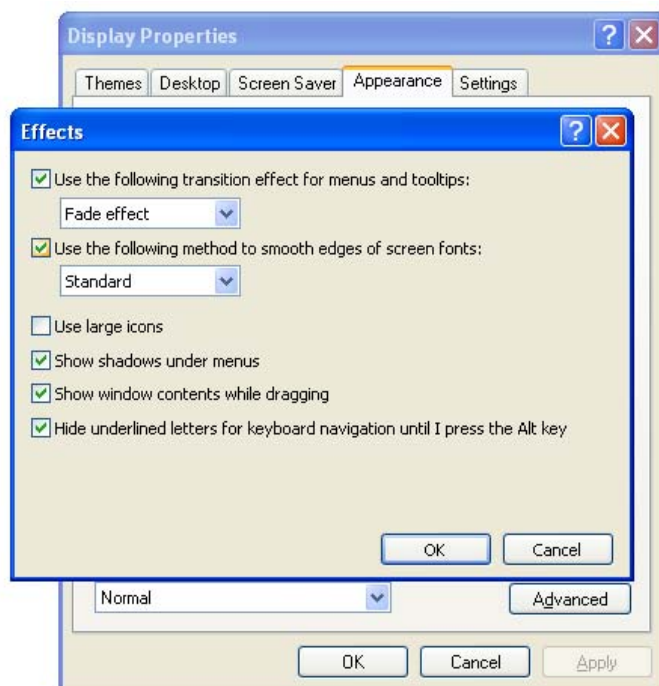 Display Properties
Themes Desktop Screen Saver Appearance Settings
Effects
Use the following transition effect for menus and tooltips:
Fade effect
Use the following method to smooth edges of screen fonts:
Standard
Use large icons
Show shadows under menus
Show window contents while dragging
Hide underlined letters for keyboard navigation until I press the Alt key
OK Cancel
Normal Advanced
OK Cancel Apply